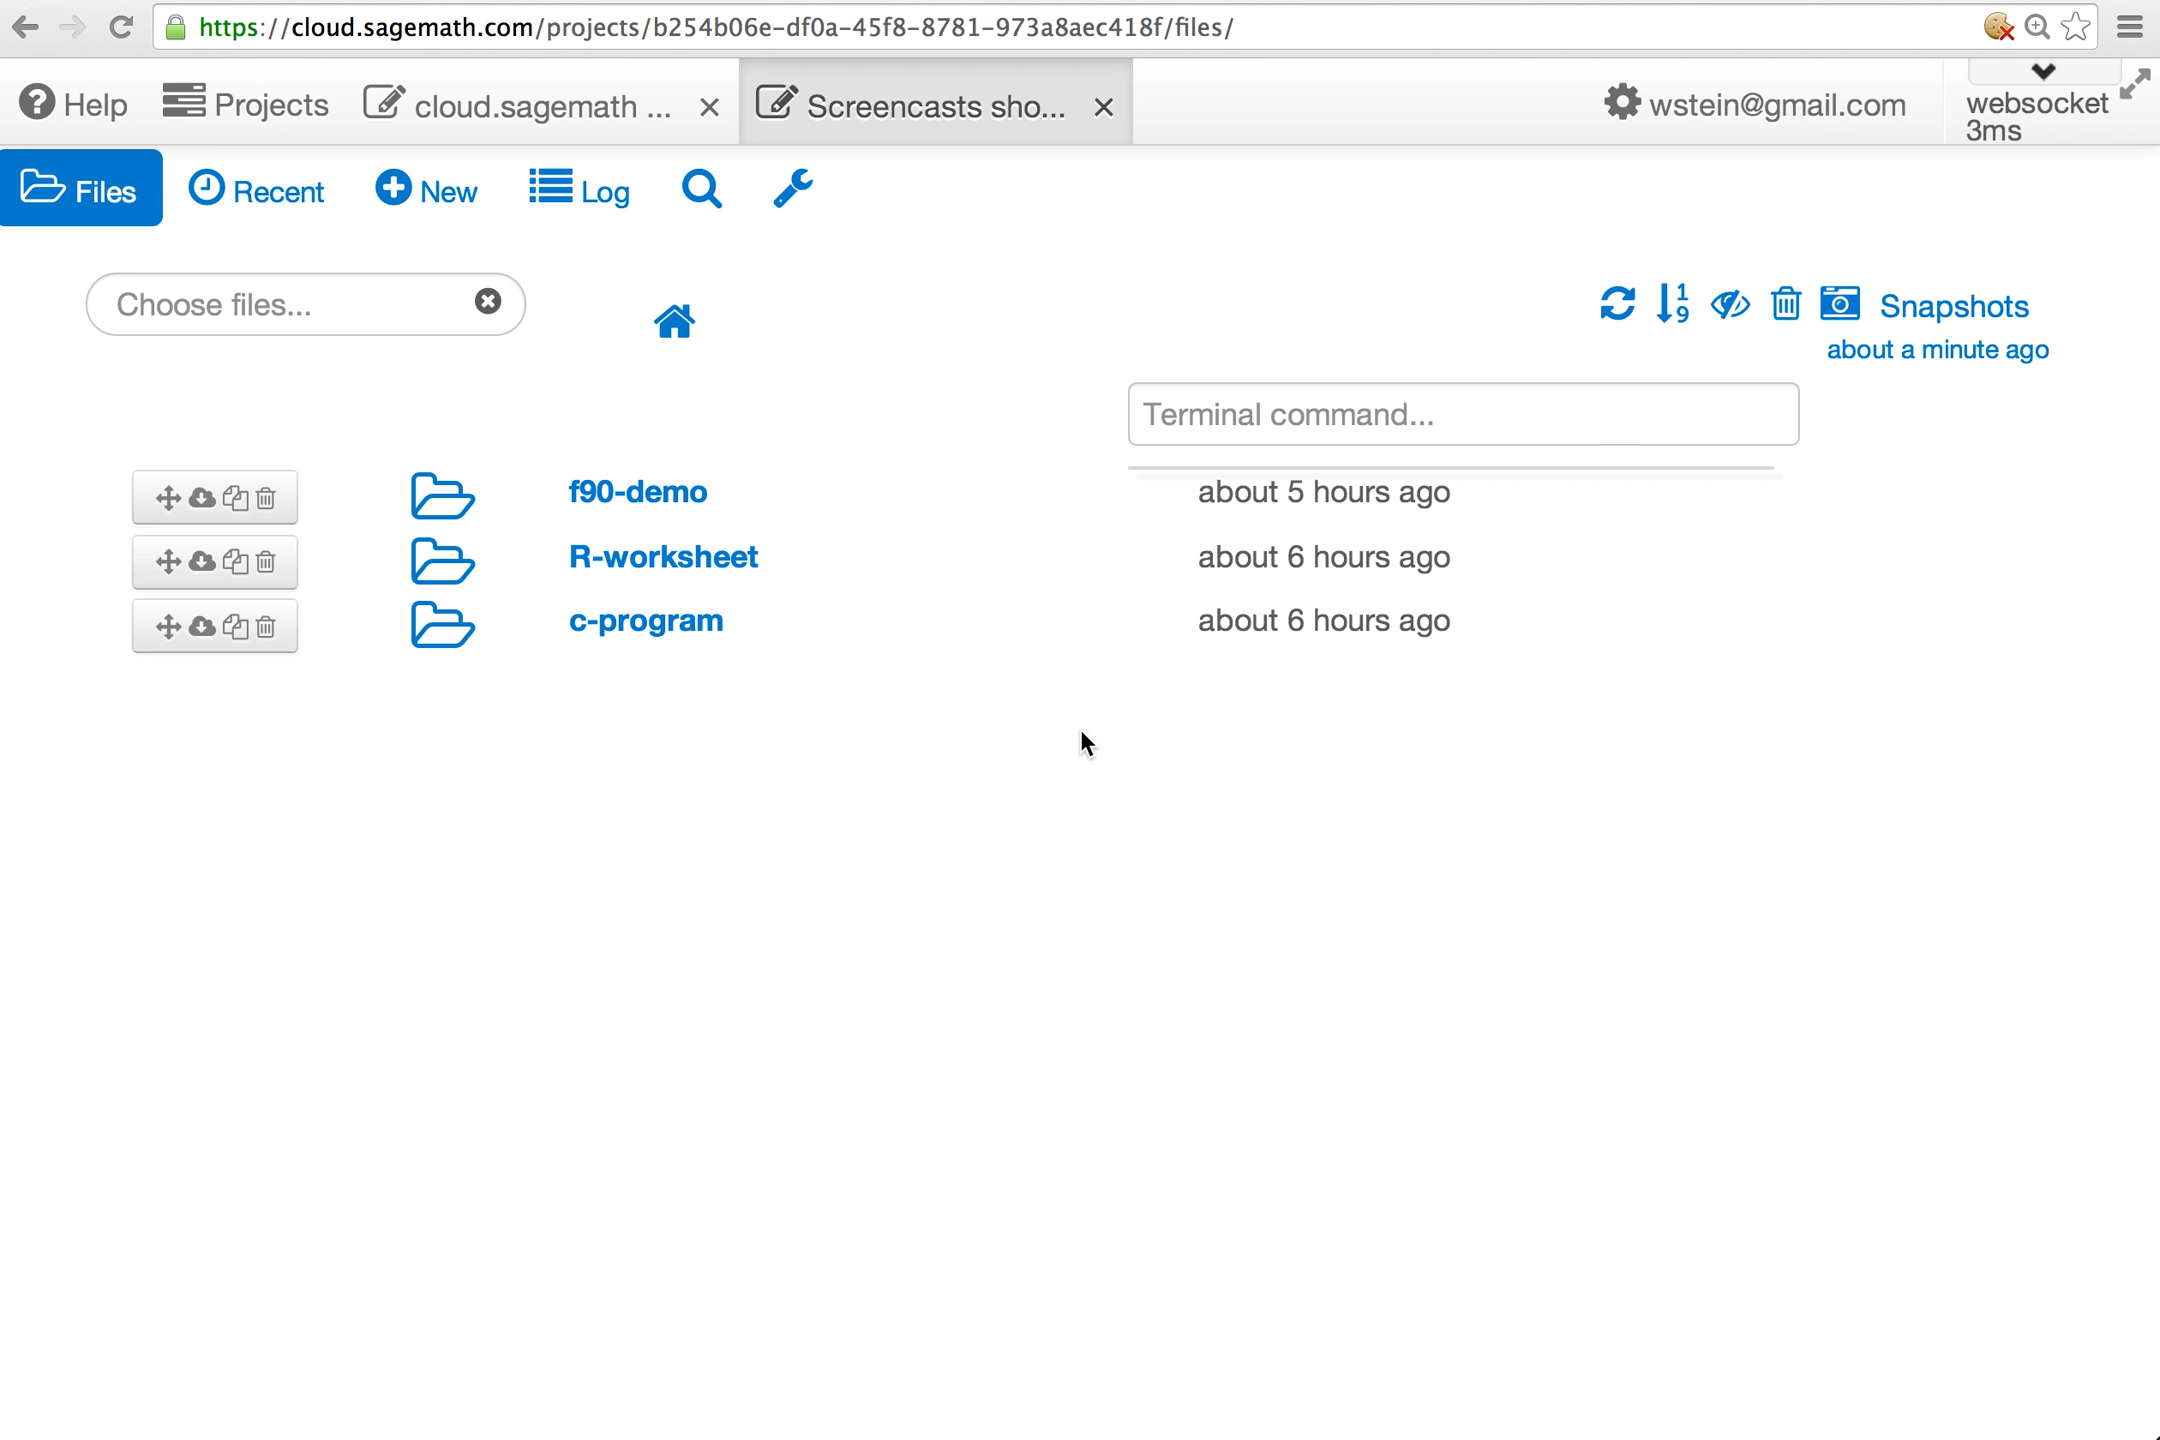 https://cloud.sagemath.com/projects/b254b06e-df0a-45f8-8781-973a8aec418f/files/
Help Projects cloud.sagemath ... Screencasts sho... wstein@gmail.com websocket
3ms
Files Recent New Log
Choose files... Snapshots
about a minute ago
Terminal command...
f90-demo about 5 hours ago
R-worksheet about 6 hours ago
c-program about 6 hours ago